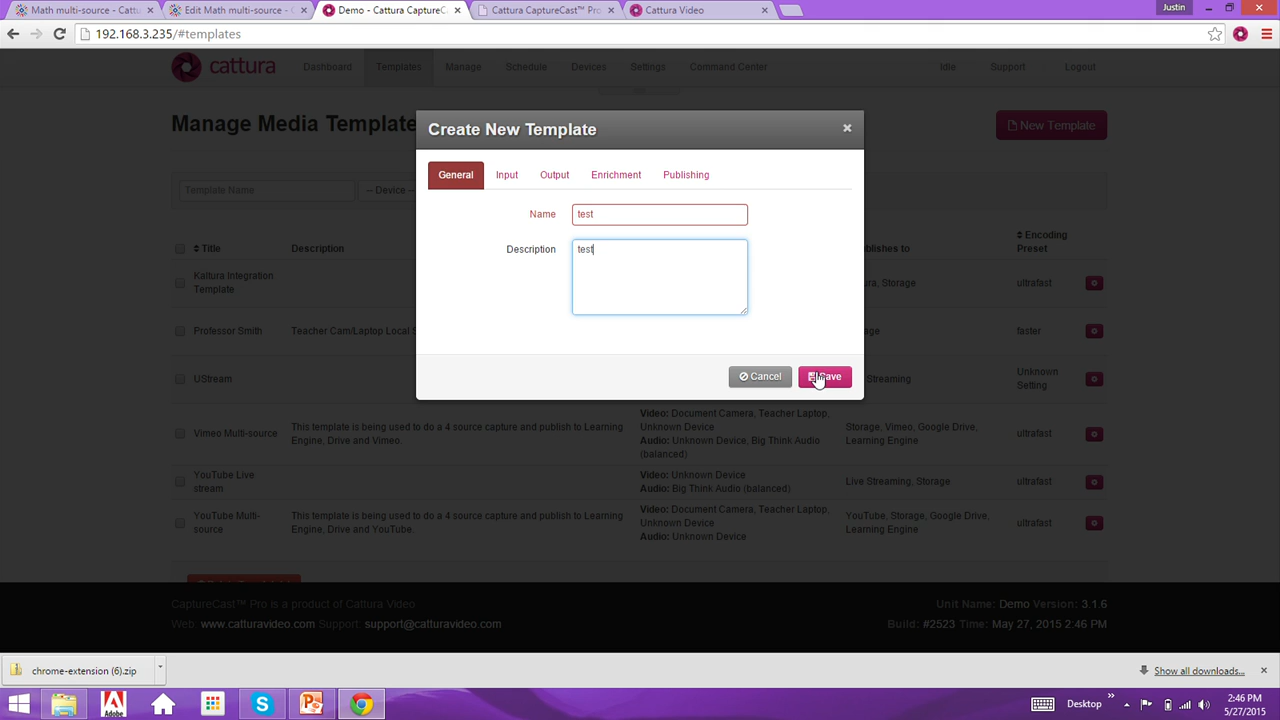 Math multi-source - Cattu
Edit Math multi-source -
Demo - Cattura CaptureC
Cattura CaptureCast™ Pro
Cattura Video
Justin
192.168.3.235/#templates
cattura
Dashboard
Templates
Manage
Schedule
Devices
Settings
Command Center
Idle
Support
Logout
Manage Media Template
New Template
Create New Template
General
Input
Output
Enrichment
Publishing
Name
test
Description
test
Cancel
Template Name
-- Device
Title
Description
Encoding
Preset
Kaltura Integration
Template
Storage
ultrafast
Professor Smith
Teacher Cam/Laptop Local
faster
UStream
Streaming
Unknown
Setting
Vimeo Multi-source
This template is being used to do a 4 source capture and publish to Learning
Engine, Drive and Vimeo.
Video: Document Camera, Teacher Laptop,
Unknown Device
Audio: Unknown Device, Big Think Audio
(balanced)
Storage, Vimeo, Google Drive,
Learning Engine
ultrafast
YouTube Live
stream
Video: Unknown Device
Audio: Big Think Audio (balanced)
Live Streaming, Storage
ultrafast
YouTube Multi-
source
This template is being used to do a 4 source capture and publish to Learning
Engine, Drive and YouTube.
Video: Document Camera, Teacher Laptop,
Unknown Device
Audio: Unknown Device
YouTube, Storage, Google Drive,
Learning Engine
ultrafast
CaptureCast™ Pro is a product of Cattura Video
Web: www.catturavideo.com Support: support@catturavideo.com
Unit Name: Demo Version: 3.1.6
Build: #2523 Time: May 27, 2015 2:46 PM
chrome-extension (6).zip
Show all downloads...
Adobe
Desktop
2:46 PM
5/27/2015